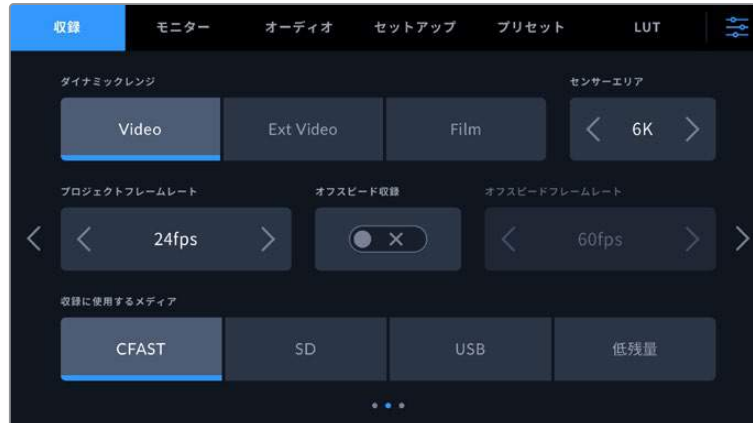 収録 モニター オーディオ セットアップ プリセット LUT
ダイナミックレンジ センサーエリア
Video Ext Video Film 6K
プロジェクトフレームレート オフスピード収録 オフスピードフレームレート
24fps 60fps
収録に使用するメディア
CFAST SD USB 低残量